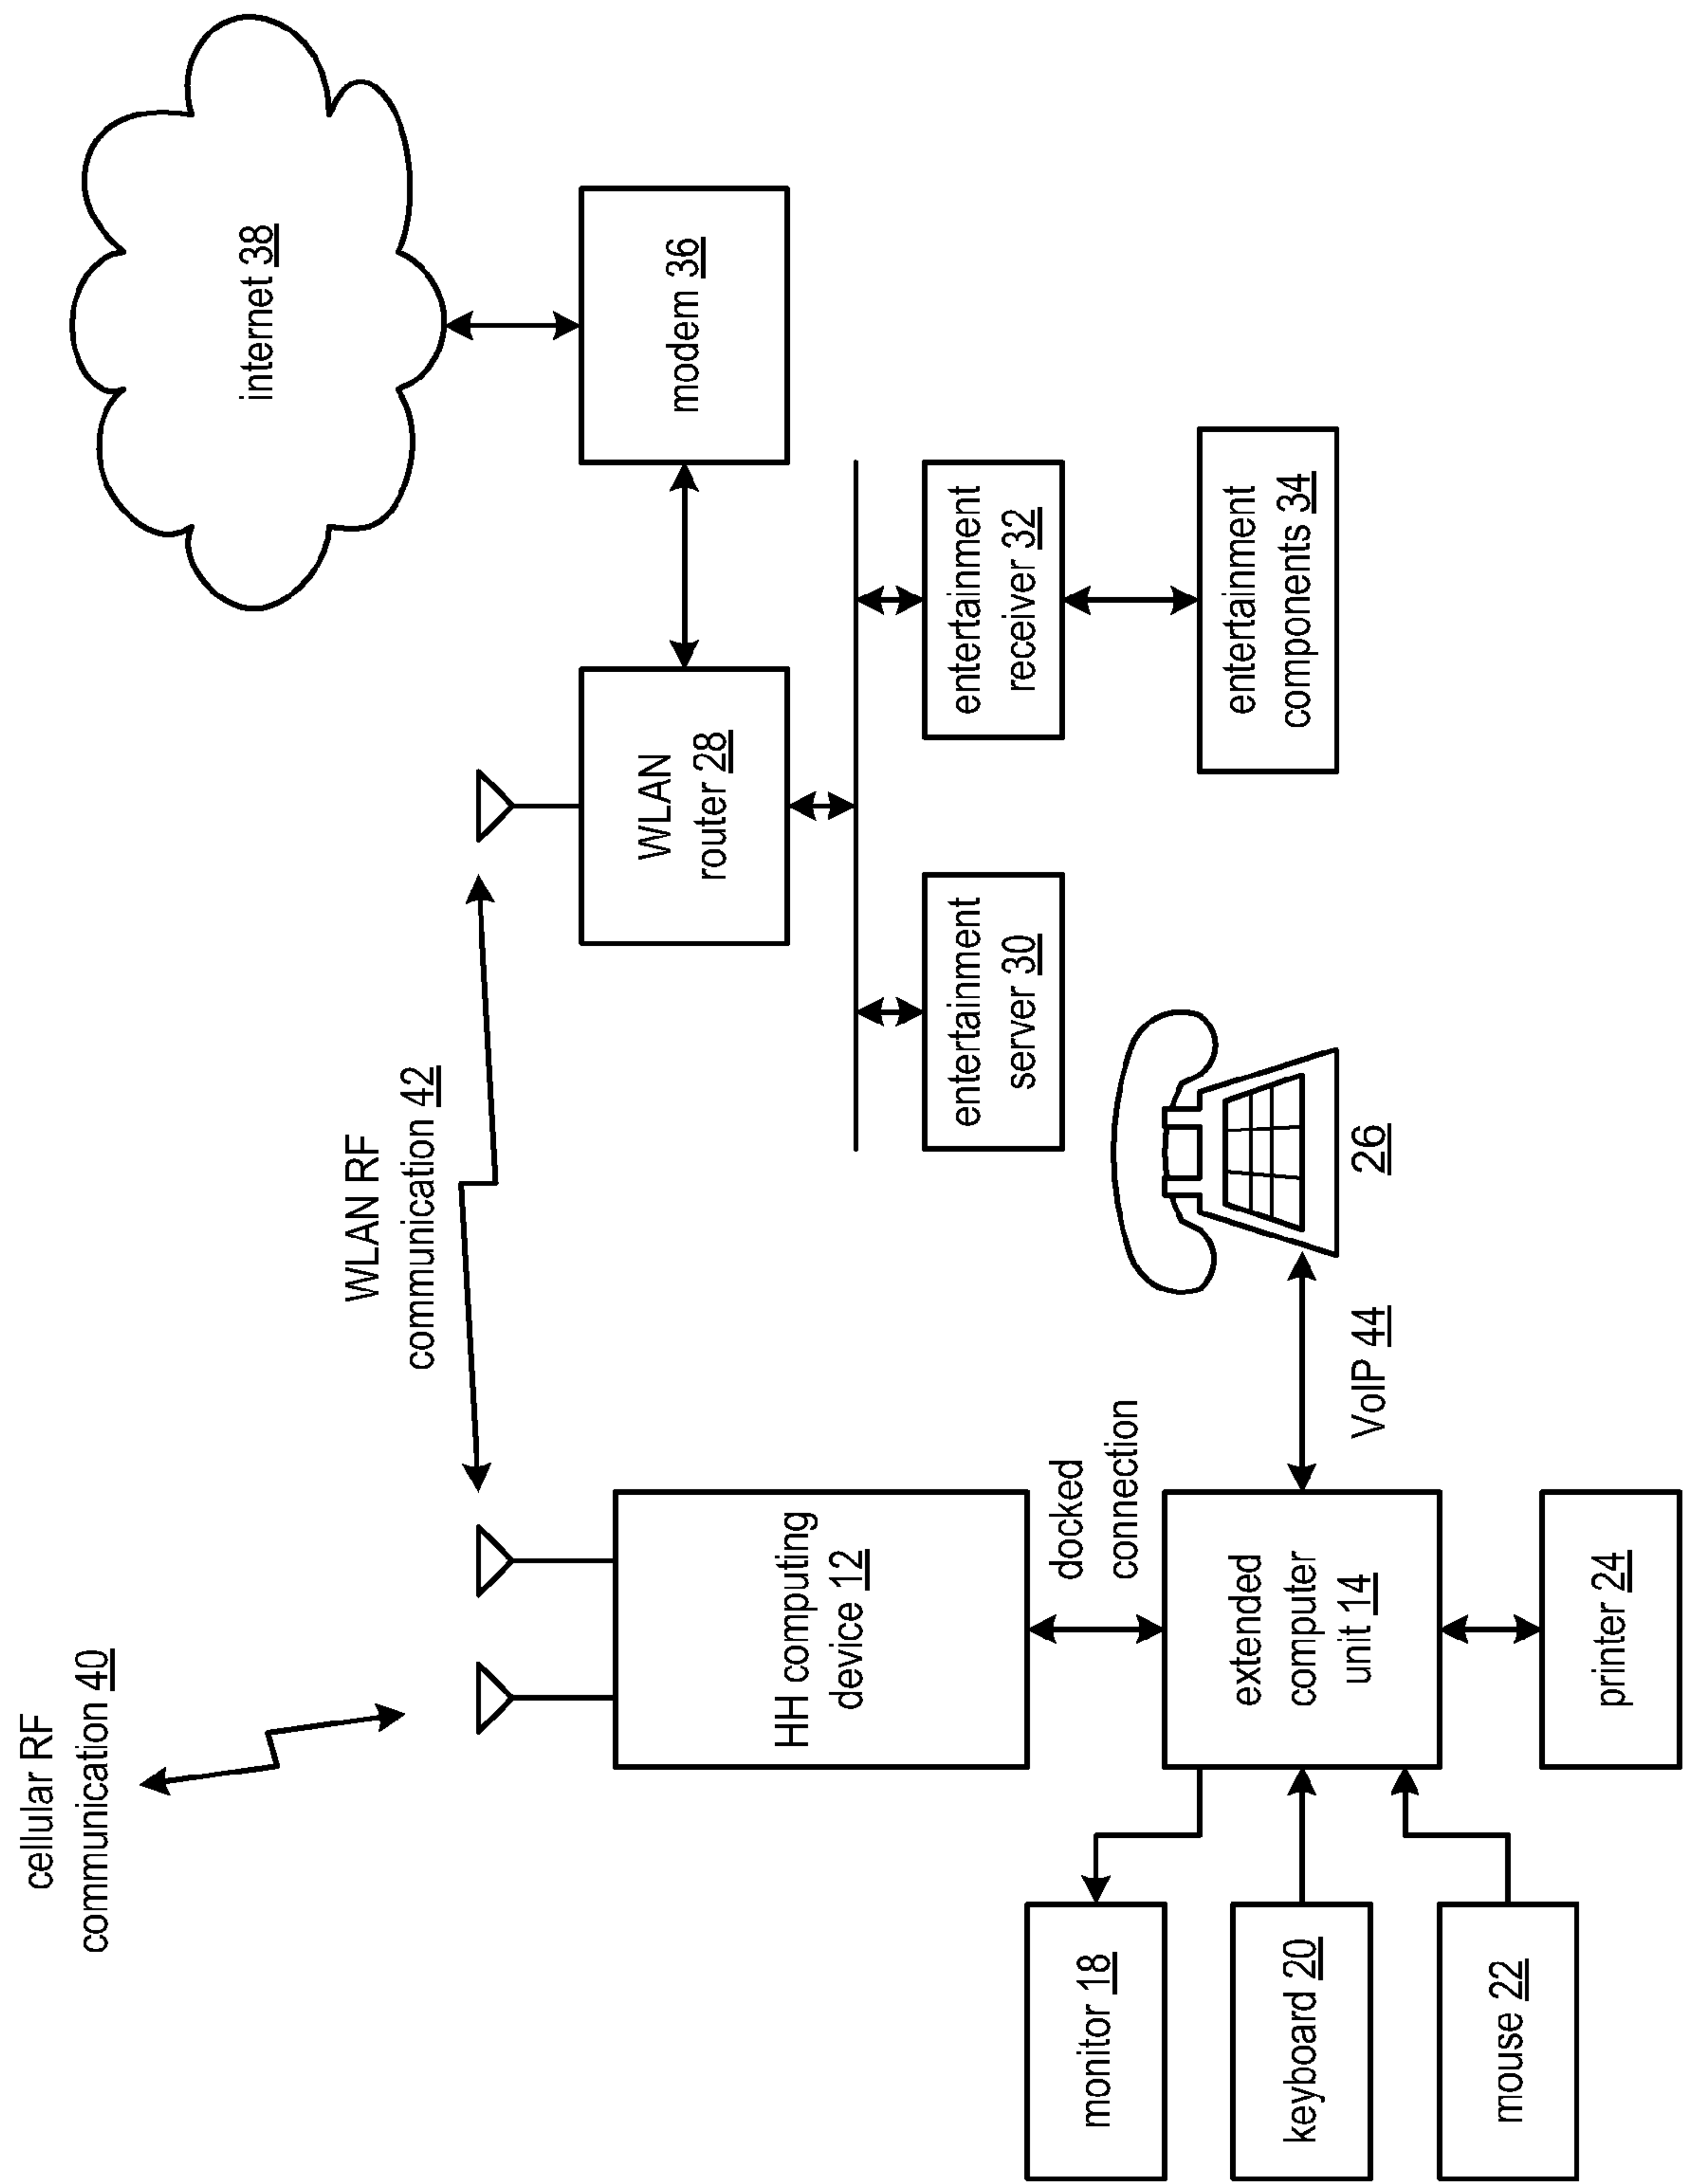 cellular RF
communication 40
WLAN RF
communication 42
internet 38
HH computing
device 12
WLAN
router 28
modem 36
docked
connection
entertainment
server 30
entertainment
receiver 32
monitor 18
extended
computer
unit 14
entertainment
components 34
keyboard 20
VoIP 44
26
mouse 22
printer 24